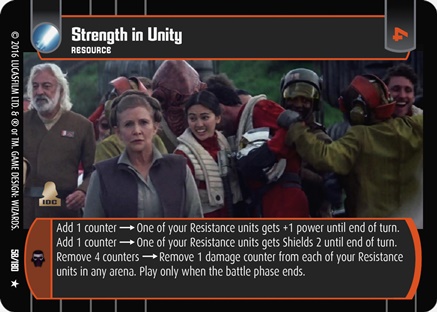 Strength in Unity
RESOURCE
4
© 2016 LUCASFILM LTD. & ® or TM. GAME DESIGN: WIZARDS.
IDC
Add 1 counter → One of your Resistance units gets +1 power until end of turn.
Add 1 counter → One of your Resistance units gets Shields 2 until end of turn.
Remove 4 counters → Remove 1 damage counter from each of your Resistance
units in any arena. Play only when the battle phase ends.